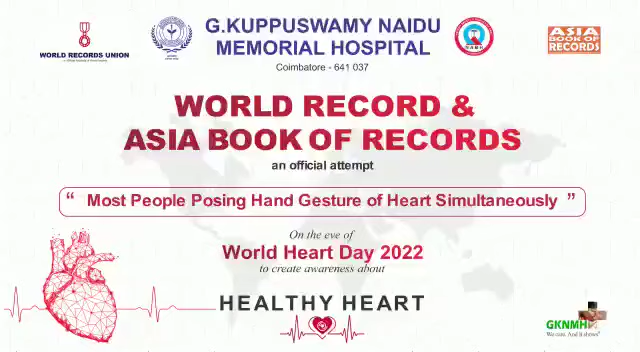 WORLD RECORDS UNION
G.KUPPUSWAMY NAIDU
MEMORIAL HOSPITAL
Coimbatore - 641 037
ASIA
BOOK OF
RECORDS
WORLD RECORD &
ASIA BOOK OF RECORDS
an official attempt
“ Most People Posing Hand Gesture of Heart Simultaneously ”
On the eve of
World Heart Day 2022
to create awareness about
HEALTHY HEART
GKNMH
We care. And it shows®